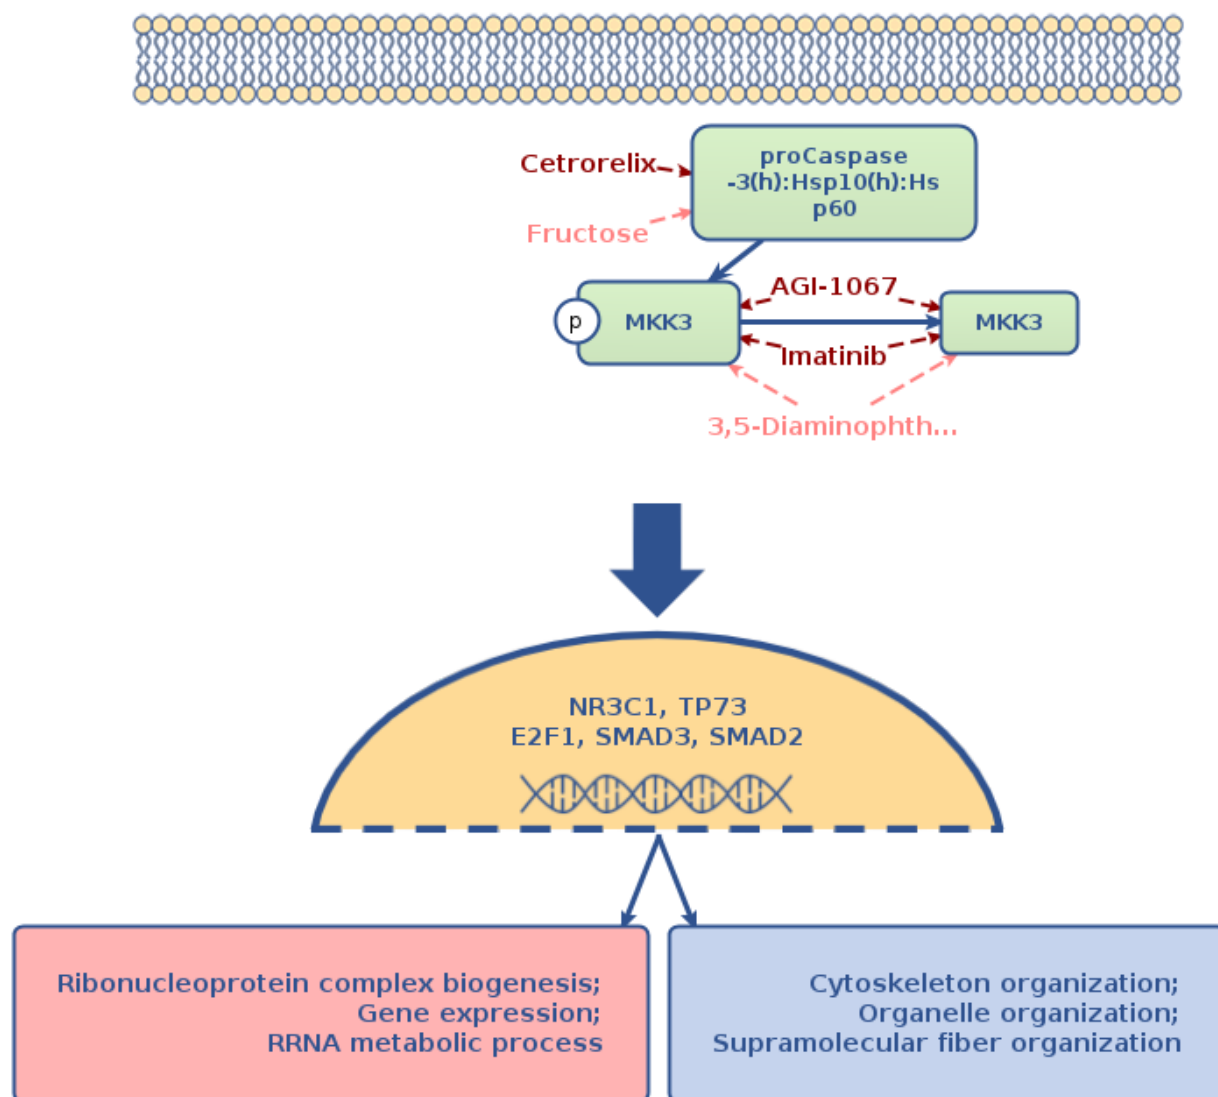 proCaspase
-3(h):Hsp10(h):Hs
p60
Cetrorelix
Fructose
AGI-1067
p
MKK3
MKK3
Imatinib
3,5-Diaminophth...
NR3C1, TP73
E2F1, SMAD3, SMAD2
Ribonucleoprotein complex biogenesis;
Gene expression;
RRNA metabolic process
Cytoskeleton organization;
Organelle organization;
Supramolecular fiber organization